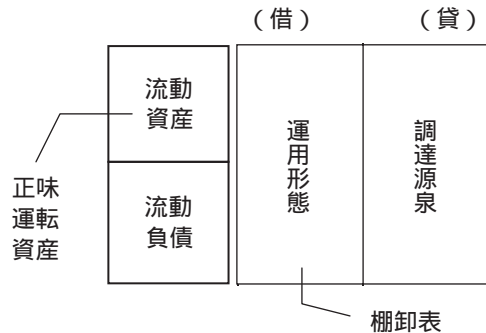 （借）
（貸）
流動
資産
流動
負債
運用形態
調達源泉
正味
運転
資産
棚卸表